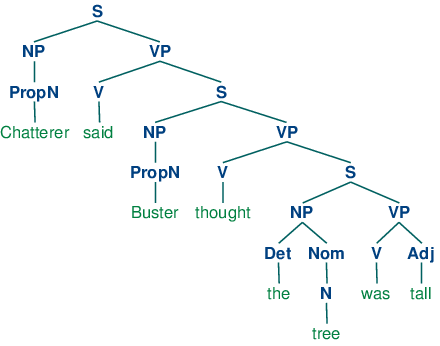 S
NP VP
PropN V S
Chatterer said NP VP
PropN V S
Buster thought NP VP
Det Nom V Adj
the N was tall
tree